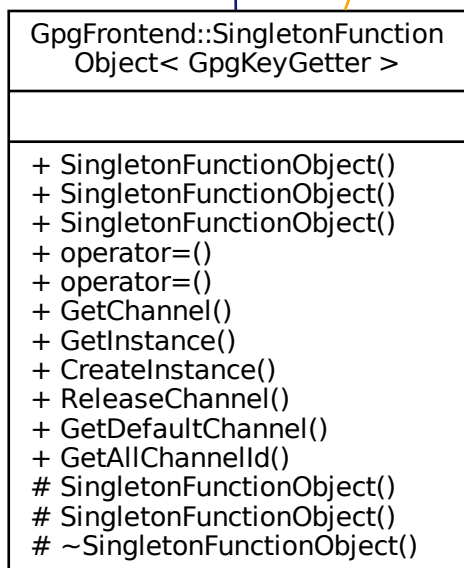 GpgFrontend::SingletonFunction
Object< GpgKeyGetter >
+ SingletonFunctionObject()
+ SingletonFunctionObject()
+ SingletonFunctionObject()
+ operator=()
+ operator=()
+ GetChannel()
+ GetInstance()
+ CreateInstance()
+ ReleaseChannel()
+ GetDefaultChannel()
+ GetAllChannelId()
# SingletonFunctionObject()
# SingletonFunctionObject()
# ~SingletonFunctionObject()